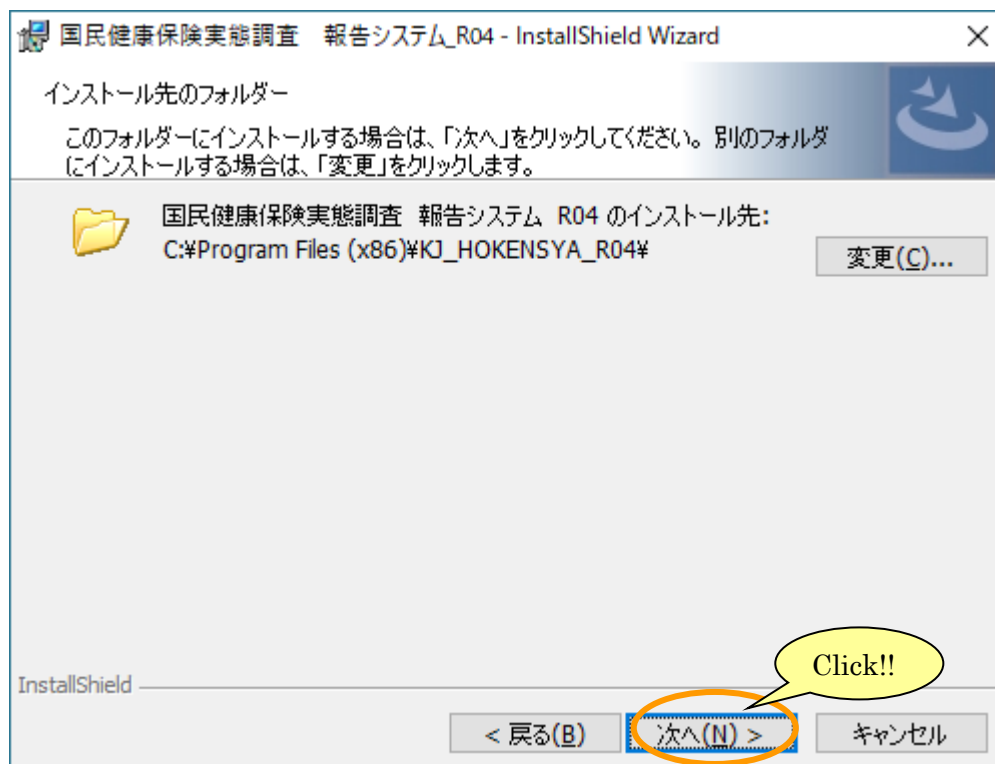 国民健康保険実態調査　報告システム_R04 - InstallShield Wizard
インストール先のフォルダー
このフォルダーにインストールする場合は、「次へ」をクリックしてください。別のフォルダ
にインストールする場合は、「変更」をクリックします。
国民健康保険実態調査 報告システム R04 のインストール先:
C:¥Program Files (x86)¥KJ_HOKENSYA_R04¥
変更(C)...
Click!!
InstallShield
< 戻る(B)
次へ(N) >
キャンセル